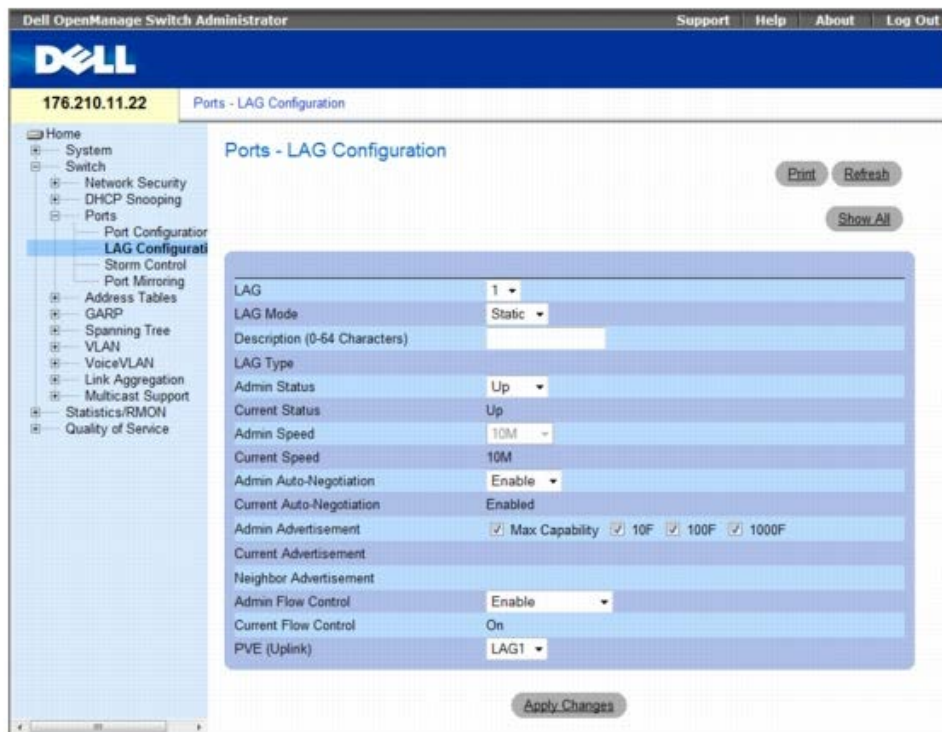 Dell OpenManage Switch Administrator Support Help About Log Out
DELL
176.210.11.22 Ports - LAG Configuration
Home
System
Switch
Network Security
DHCP Snooping
Ports
Port Configuration
LAG Configurati
Storm Control
Port Mirroring
Address Tables
GARP
Spanning Tree
VLAN
VoiceVLAN
Link Aggregation
Multicast Support
Statistics/RMON
Quality of Service
Ports - LAG Configuration
Print Refresh
Show All
LAG 1
LAG Mode Static
Description (0-64 Characters)
LAG Type
Admin Status Up
Current Status Up
Admin Speed 10M
Current Speed 10M
Admin Auto-Negotiation Enable
Current Auto-Negotiation Enabled
Admin Advertisement Max Capability 10F 100F 1000F
Current Advertisement
Neighbor Advertisement
Admin Flow Control Enable
Current Flow Control On
PVE (Uplink) LAG1
Apply Changes